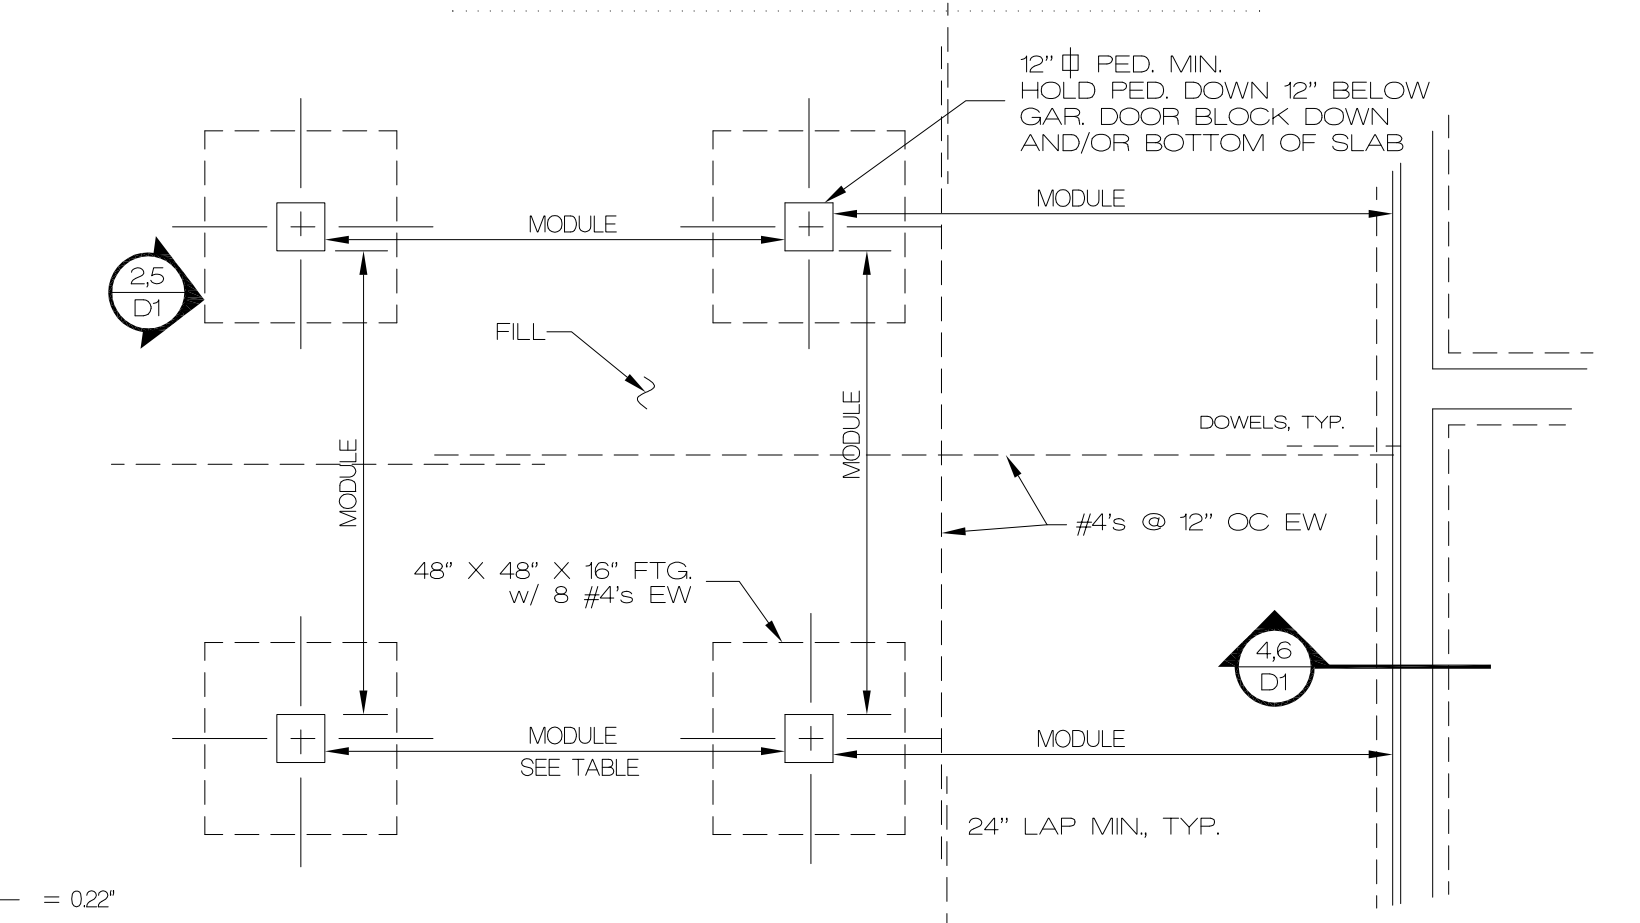 12” ⌷ PED. MIN.
HOLD PED. DOWN 12” BELOW
GAR. DOOR BLOCK DOWN
AND/OR BOTTOM OF SLAB
MODULE
MODULE
2,5
D1
FILL
MODULE
MODULE
DOWELS, TYP.
#4's @ 12” OC EW
48” X 48” X 16” FTG.
w/ 8 #4's EW
4,6
D1
MODULE
SEE TABLE
MODULE
24” LAP MIN., TYP.
= 0.22”